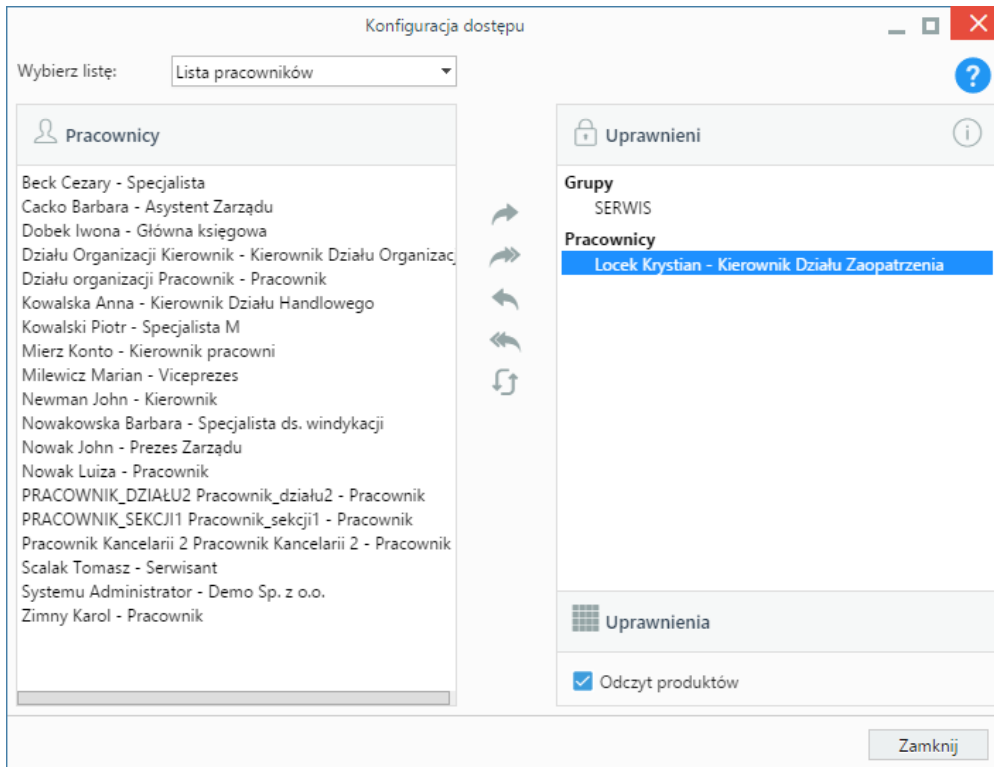 Konfiguracja dostępu
Wybierz listę:
Lista pracowników
?
Pracownicy
Beck Cezary - Specjalista
Cacko Barbara - Asystent Zarządu
Dobek Iwona - Główna księgowa
Działu Organizacji Kierownik - Kierownik Działu Organizac
Działu organizacji Pracownik - Pracownik
Kowalska Anna - Kierownik Działu Handlowego
Kowalski Piotr - Specjalista M
Mierz Konto - Kierownik pracowni
Milewicz Marian - Viceprezes
Newman John - Kierownik
Nowakowska Barbara - Specjalista ds. windykacji
Nowak John - Prezes Zarządu
Nowak Luiza - Pracownik
PRACOWNIK_DZIAŁU2 Pracownik_działu2 - Pracownik
PRACOWNIK_SEKCJI1 Pracownik_sekcji1 - Pracownik
Pracownik Kancelarii 2 Pracownik Kancelarii 2 - Pracownik
Scalak Tomasz - Serwisant
Systemu Administrator - Demo Sp. z o.o.
Zimny Karol - Pracownik
Uprawnieni
Grupy
SERWIS
Pracownicy
Locek Krystian - Kierownik Działu Zaopatrzenia
Uprawnienia
Odczyt produktów
Zamknij